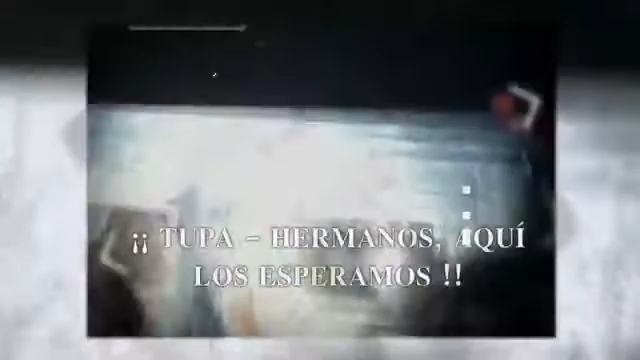 ¡¡ TUPA - HERMANOS, AQUÍ
LOS ESPERAMOS !!